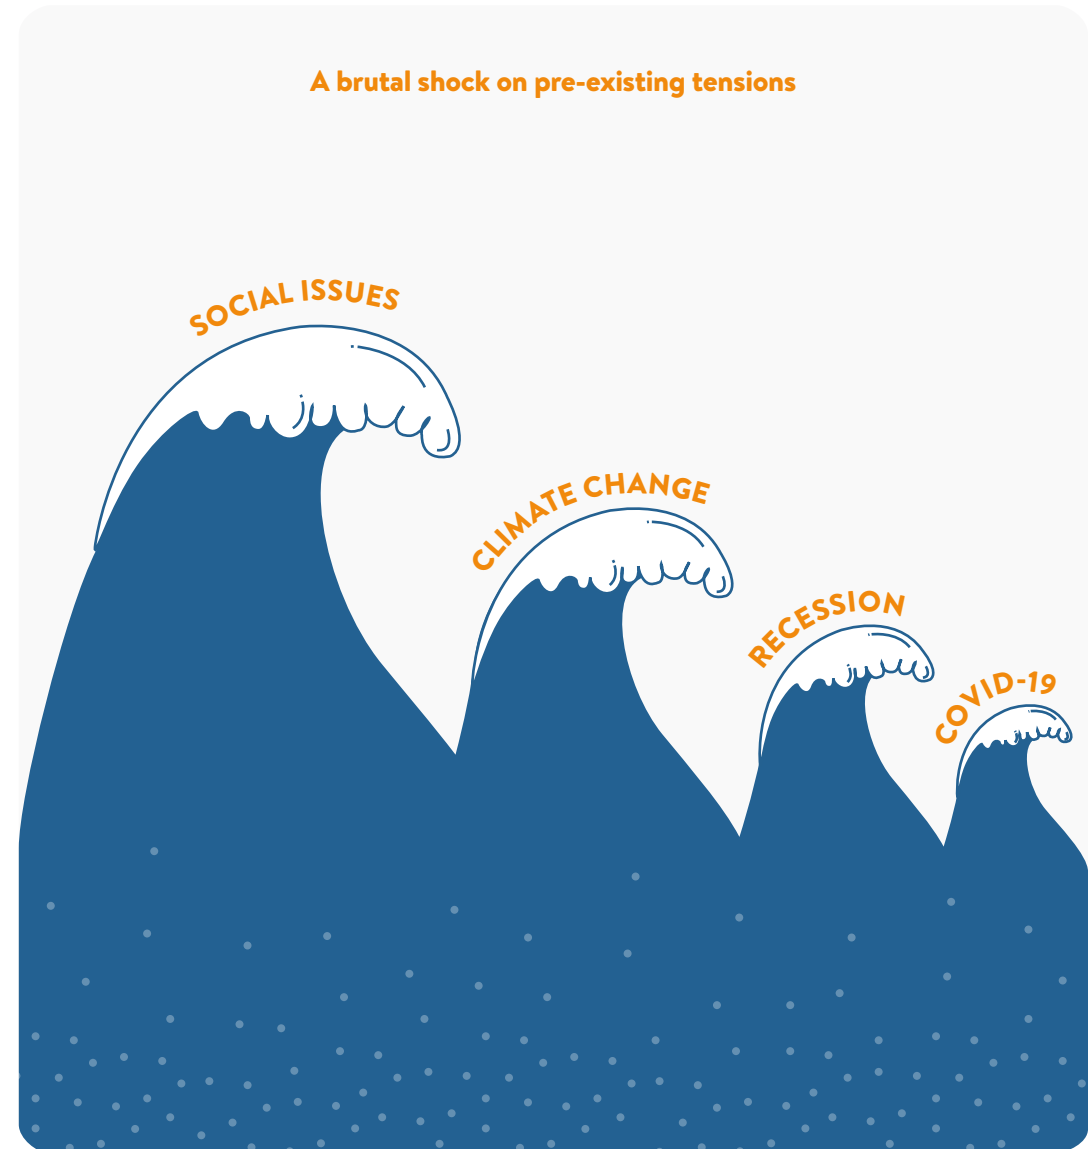 A brutal shock on pre-existing tensions
SOCIAL ISSUES
CLIMATE CHANGE
RECESSION
COVID-19